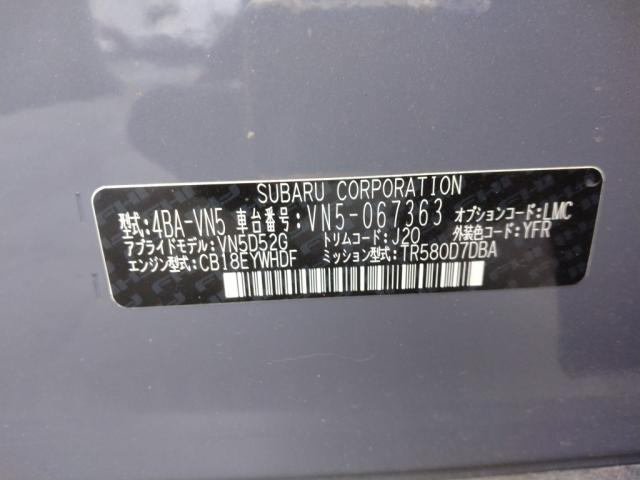 SUBARU CORPORATION
型式:4BA-VN5 車台番号:VN5-067363 オプションコード:LMC
アプライドモデル:VN5D52G トリムコード:J20 外装色コード:YFR
エンジン型式:CB18EYWHDF ミッション型式:TR580D7DBA